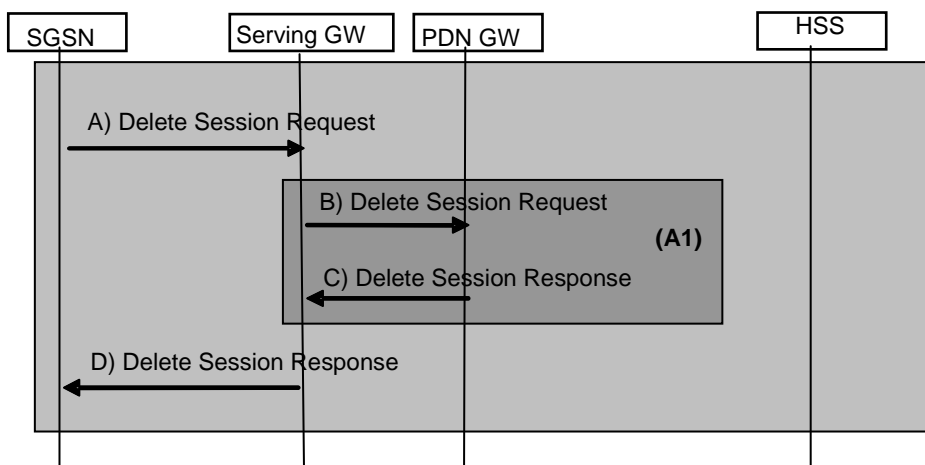 SGSN
Serving GW
PDN GW
HSS
A) Delete Session Request
B) Delete Session Request
(A1)
C) Delete Session Response
D) Delete Session Response